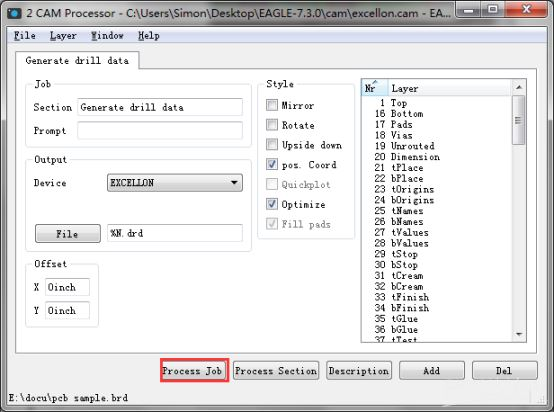 2 CAM Processor - C:\Users\Simon\Desktop\EAGLE-7.3.0\cam\excellon.cam - EA...
File Layer Window Help
Generate drill data
Job
Section Generate drill data
Prompt
Output
Device EXCELLON
File %N.drd
Offset
X 0inch
Y 0inch
Style
Mirror
Rotate
Upside down
pos. Coord
Quickplot
Optimize
Fill pads
Nr Layer
1 Top
16 Bottom
17 Pads
18 Vias
19 Unrouted
20 Dimension
21 tPlace
22 bPlace
23 tOrigins
24 bOrigins
25 tNames
26 bNames
27 tValues
28 bValues
29 tStop
30 bStop
31 tCream
32 bCream
33 tFinish
34 bFinish
35 tGlue
36 bGlue
37 tTest
Process Job Process Section Description Add Del
E:\docu\pcb sample.brd